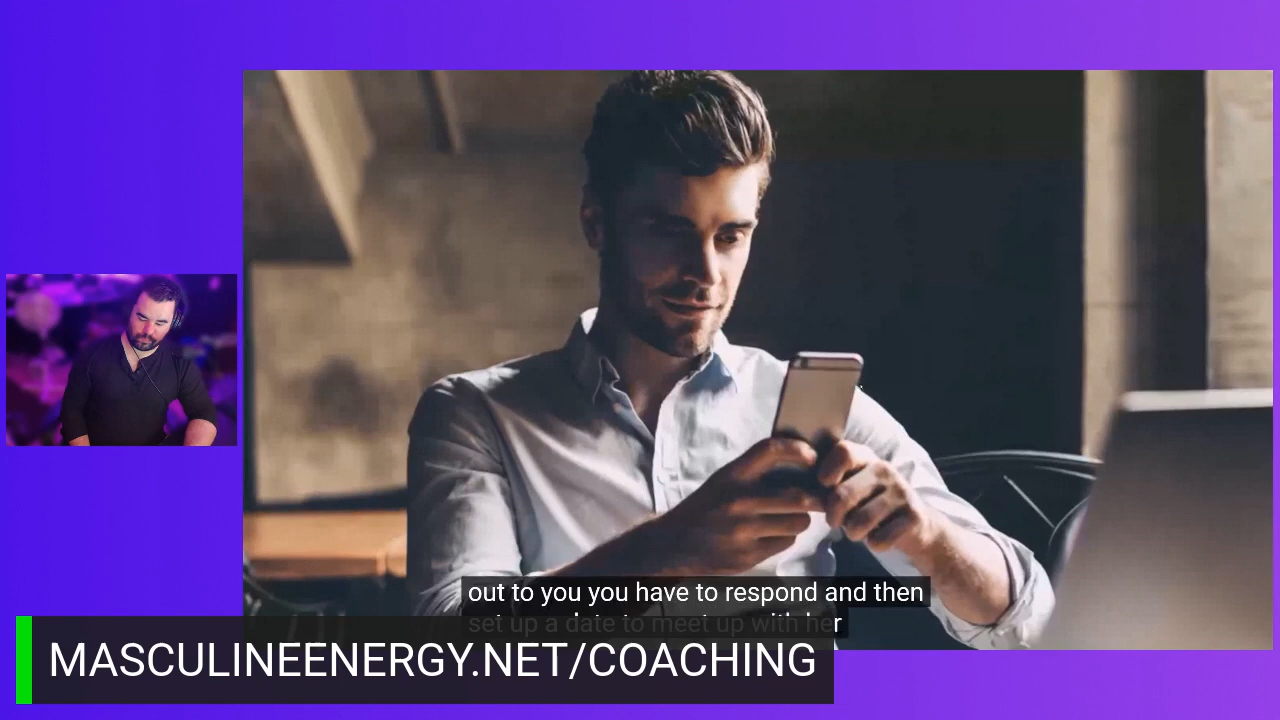 out to you you have to respond and then
set up a date to meet up with her
MASCULINEENERGY.NET/COACHING